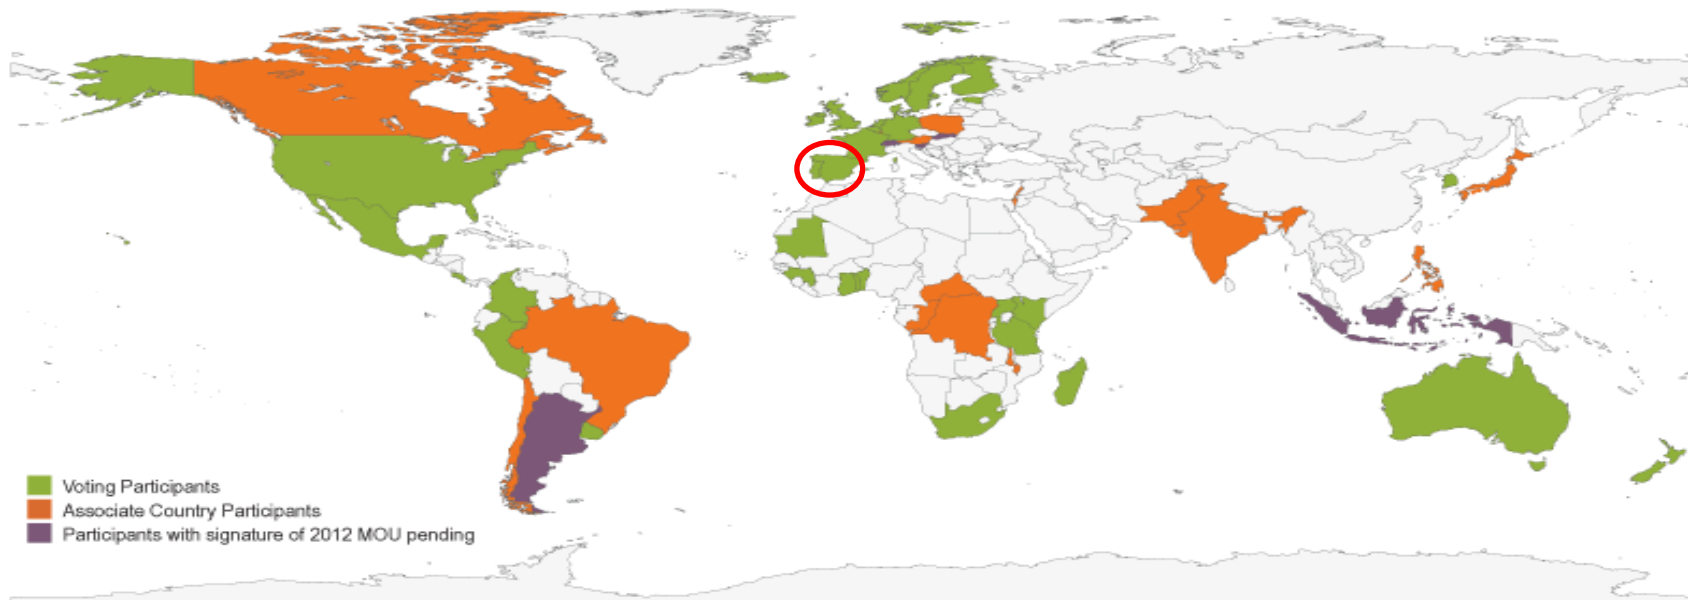 Voting Participants
Associate Country Participants
Participants with signature of 2012 MOU pending